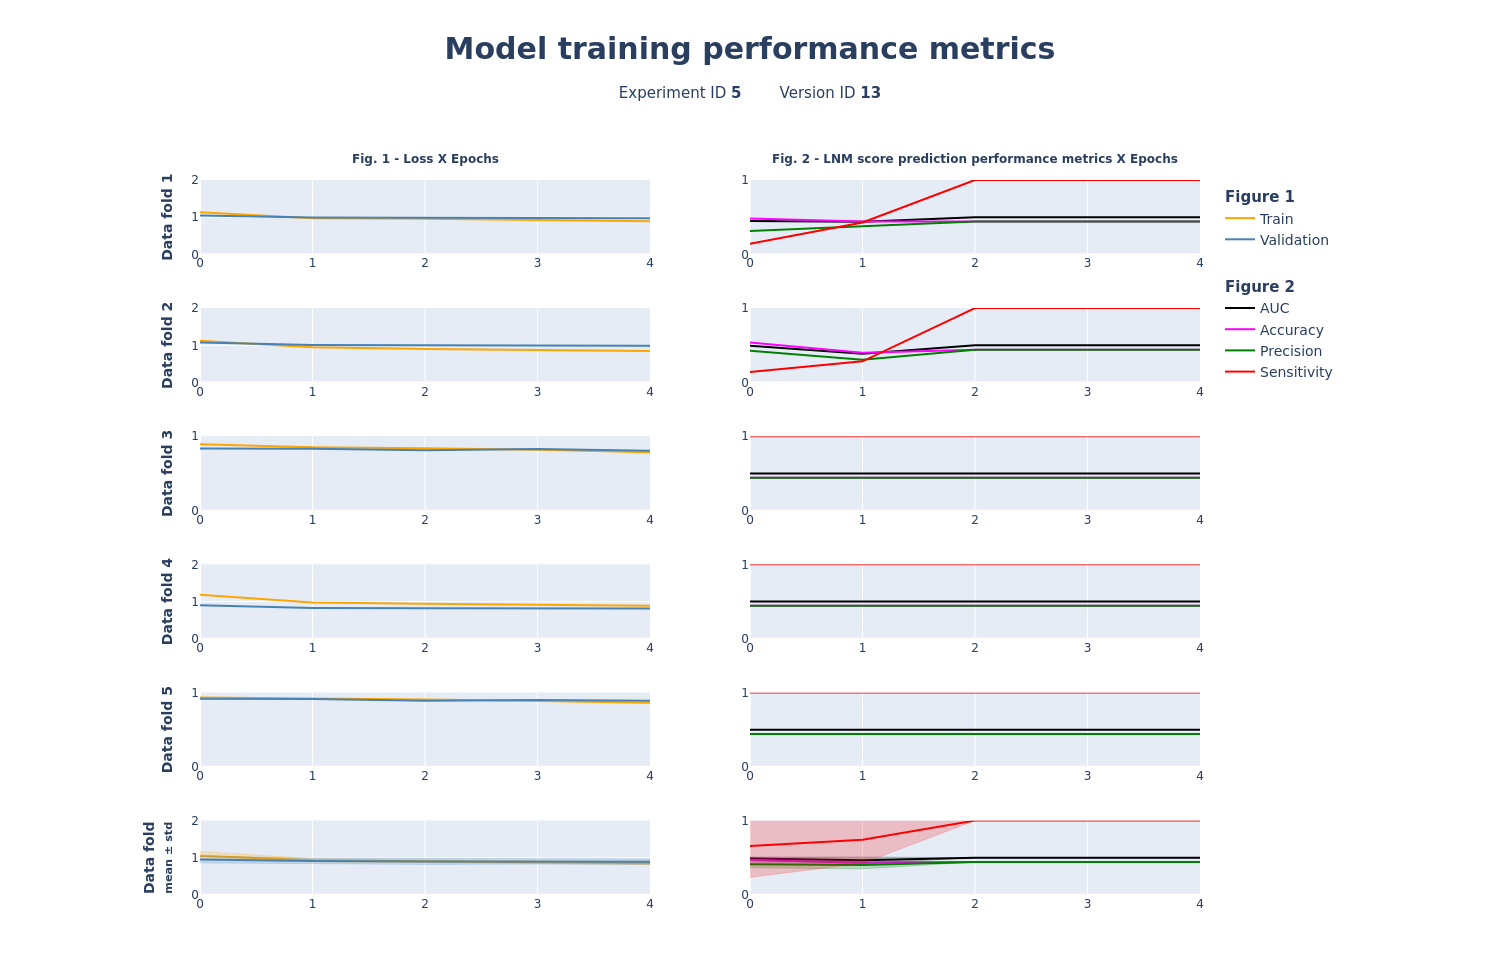 Model training performance metrics
Experiment ID 5 Version ID 13
Fig. 1 - Loss X Epochs
Fig. 2 - LNM score prediction performance metrics X Epochs
Data fold 1
2
1
0
0 1 2 3 4
1
0
0 1 2 3 4
Figure 1
Train
Validation
Figure 2
AUC
Accuracy
Precision
Sensitivity
Data fold 2
2
1
0
0 1 2 3 4
1
0
0 1 2 3 4
Data fold 3
1
0
0 1 2 3 4
1
0
0 1 2 3 4
Data fold 4
2
1
0
0 1 2 3 4
1
0
0 1 2 3 4
Data fold 5
1
0
0 1 2 3 4
1
0
0 1 2 3 4
Data fold
mean ± std
2
1
0
0 1 2 3 4
1
0
0 1 2 3 4